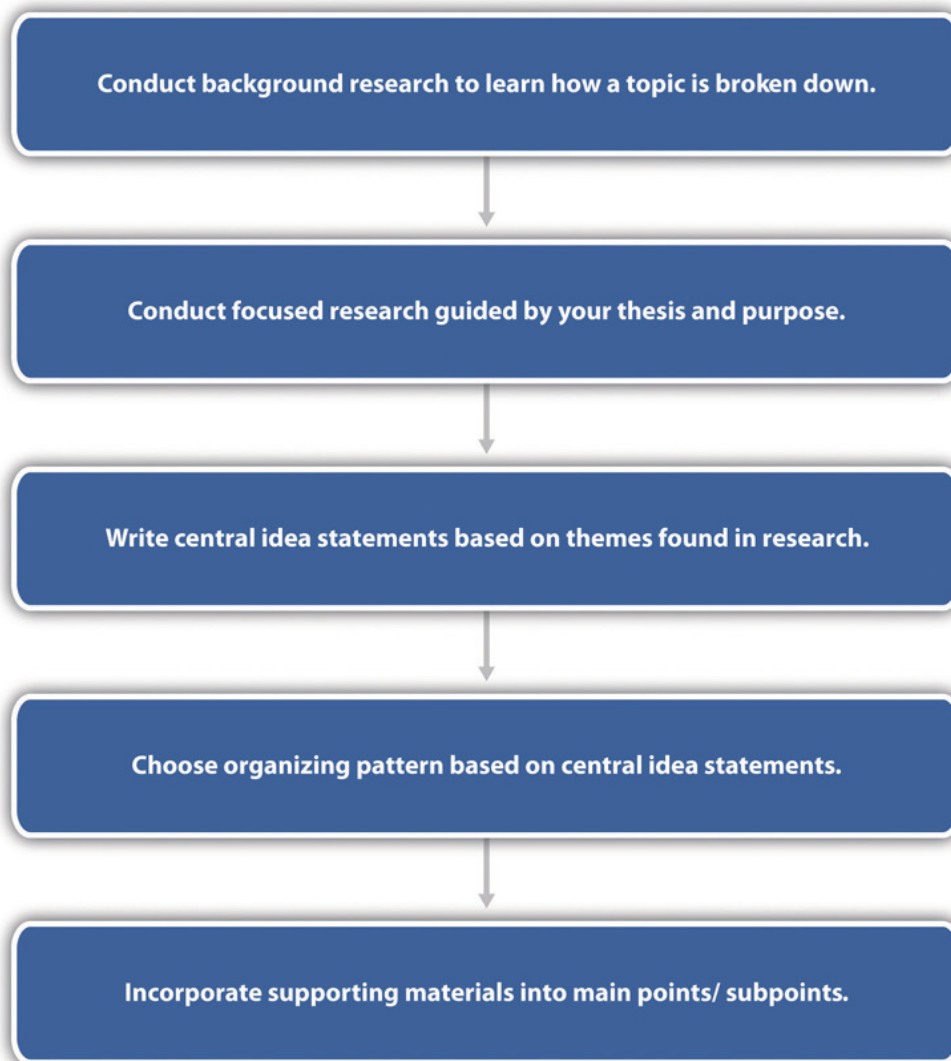 Conduct background research to learn how a topic is broken down.
Conduct focused research guided by your thesis and purpose.
Write central idea statements based on themes found in research.
Choose organizing pattern based on central idea statements.
Incorporate supporting materials into main points/ subpoints.